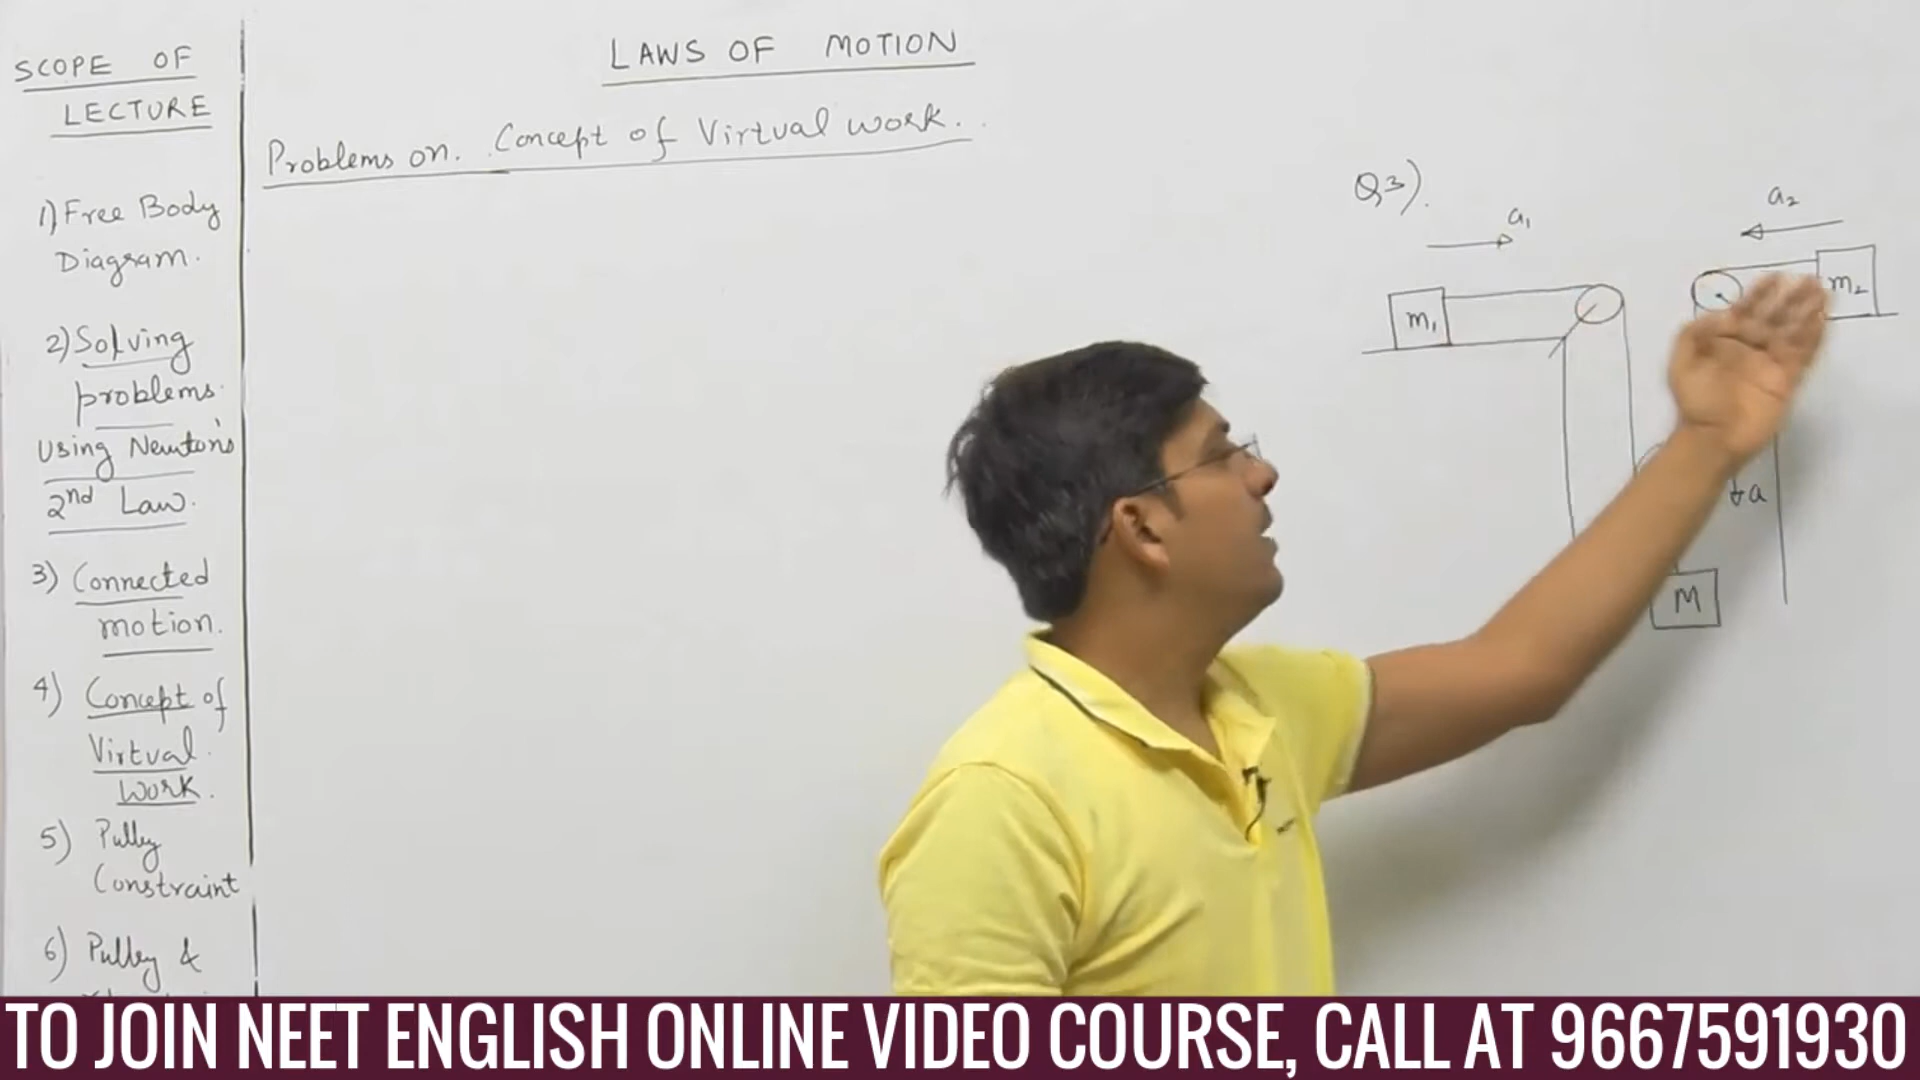 SCOPE OF
LECTURE
1) Free Body
Diagram.
2) Solving
problems.
Using Newton's
2nd Law.
3) Connected
motion.
4) Concept of
Virtual
Work.
5) Pully
Constraint
6) Pulley &
LAWS OF MOTION
Problems on. Concept of Virtual work.
Q3).
a1
a2
m1
m2
a
M
TO JOIN NEET ENGLISH ONLINE VIDEO COURSE, CALL AT 9667591930